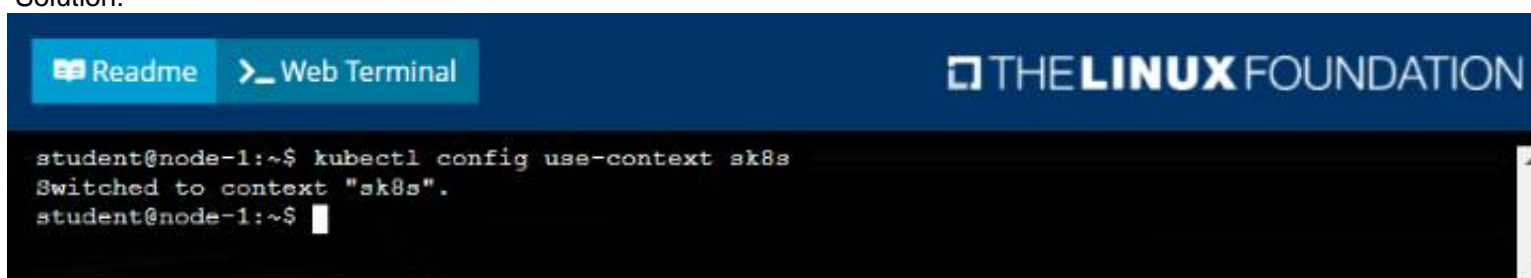 Solution:
Readme >_ Web Terminal THE LINUX FOUNDATION
student@node-1:~$ kubectl config use-context sk8s
Switched to context "sk8s".
student@node-1:~$